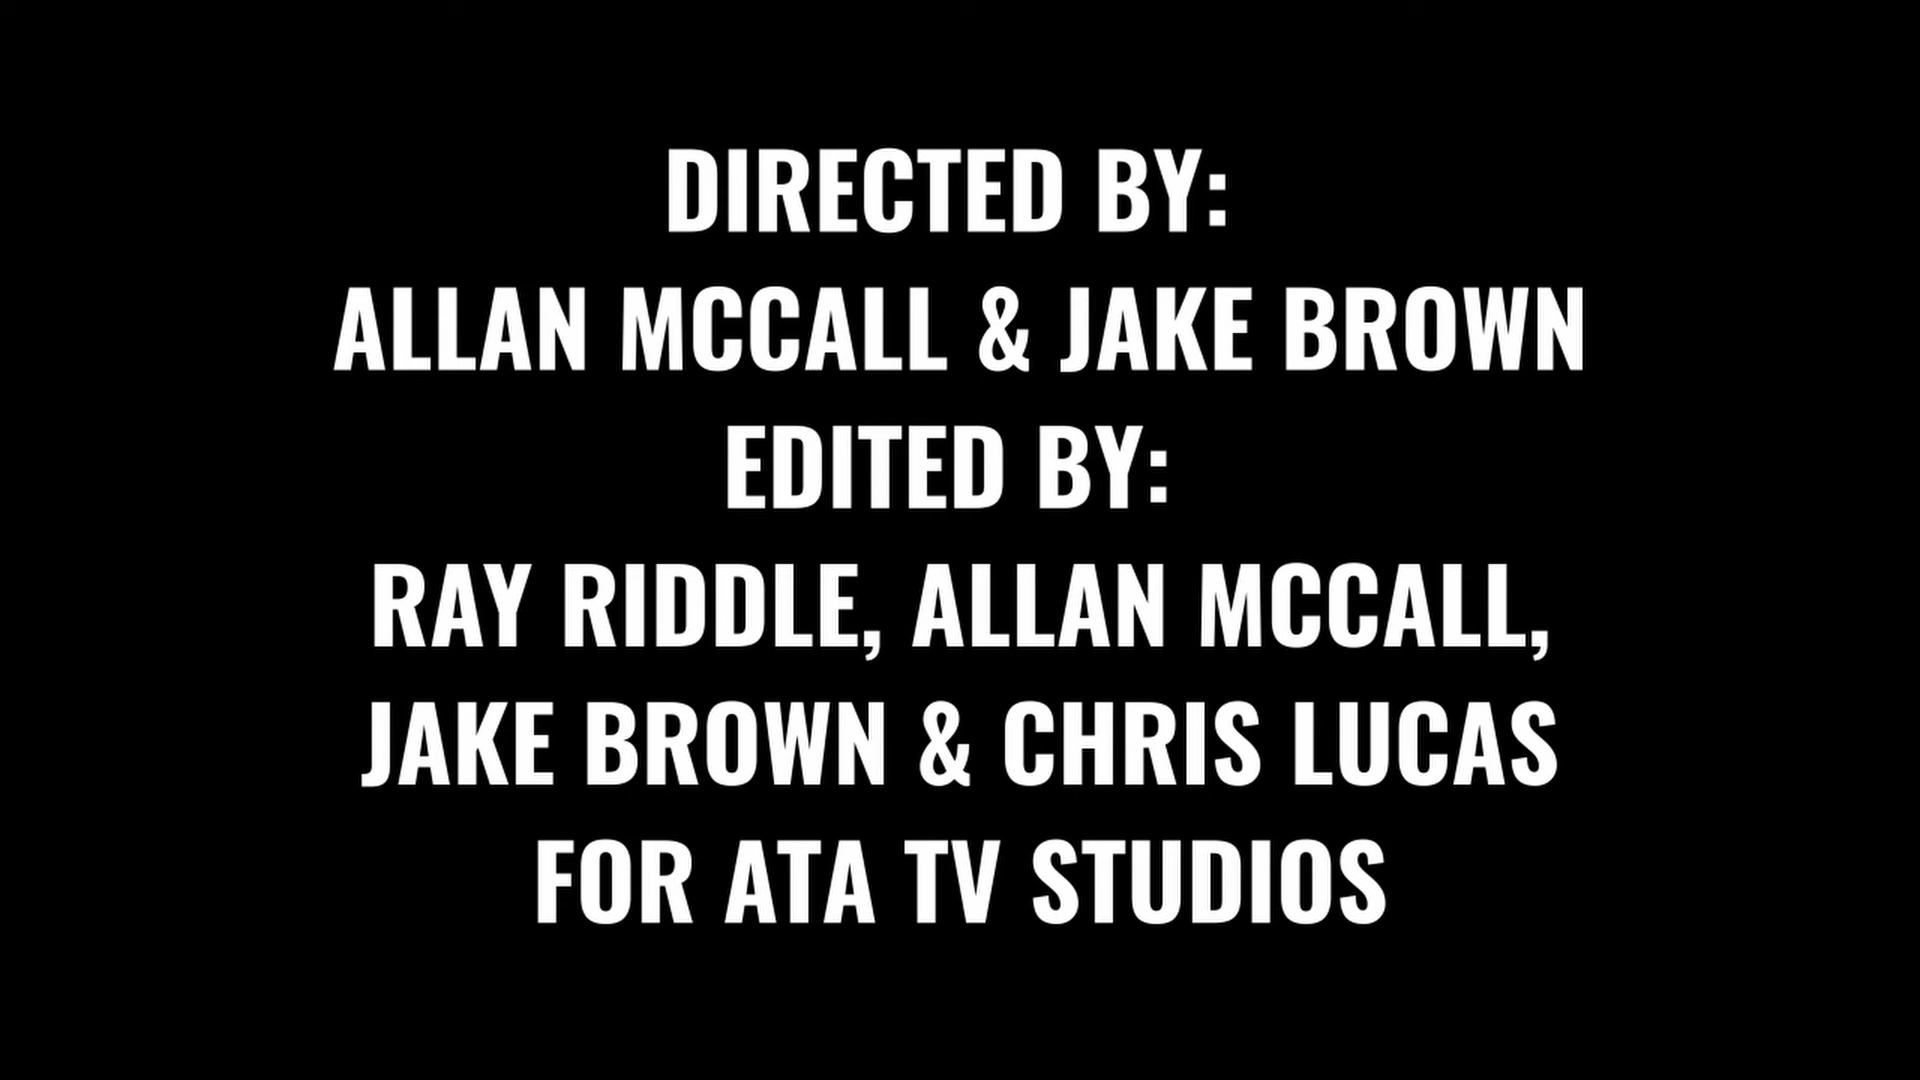 DIRECTED BY:
ALLAN MCCALL & JAKE BROWN
EDITED BY:
RAY RIDDLE, ALLAN MCCALL,
JAKE BROWN & CHRIS LUCAS
FOR ATA TV STUDIOS